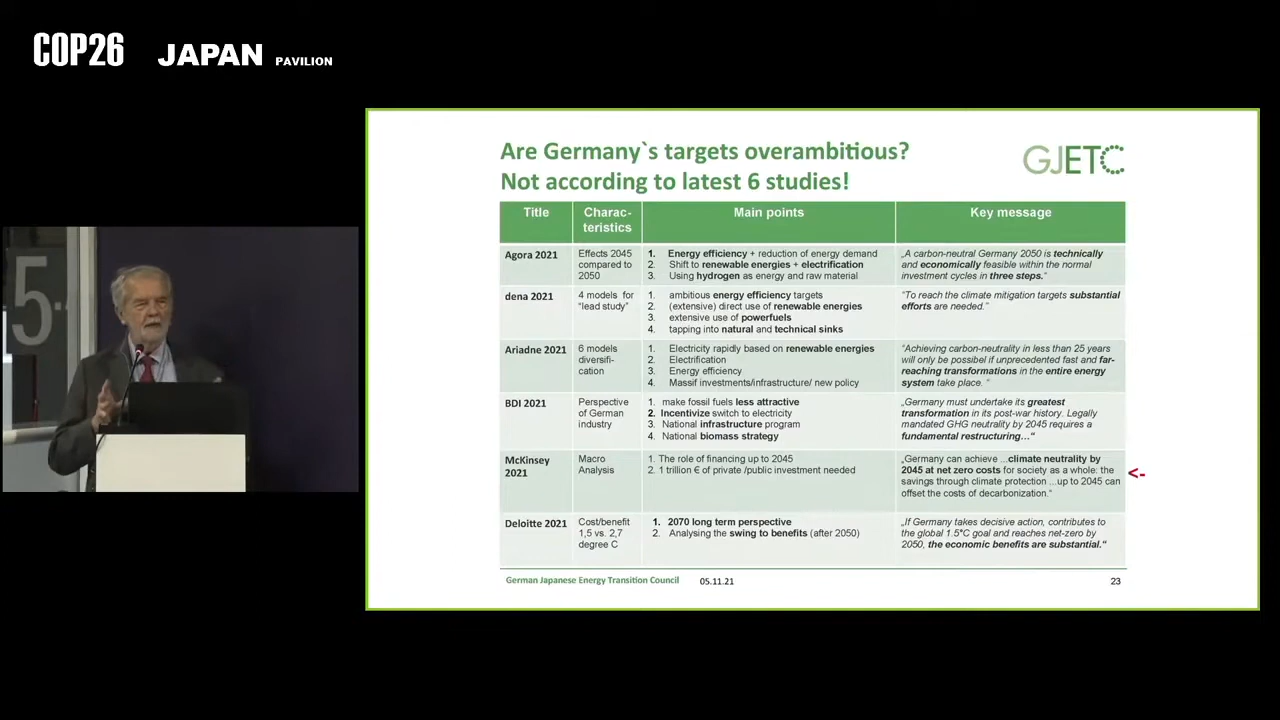 COP26 JAPAN PAVILION
5
Are Germany`s targets overambitious?
Not according to latest 6 studies!
GJETC
Title
Charac-
teristics
Main points
Key message
Agora 2021
Effects 2045
compared to
2050
1. Energy efficiency + reduction of energy demand
2. Shift to renewable energies + electrification
3. Using hydrogen as energy and raw material
„A carbon-neutral Germany 2050 is technically
and economically feasible within the normal
investment cycles in three steps.“
dena 2021
4 models for
“lead study”
1. ambitious energy efficiency targets
2. (extensive) direct use of renewable energies
3. extensive use of powerfuels
4. tapping into natural and technical sinks
“To reach the climate mitigation targets substantial
efforts are needed.”
Ariadne 2021
6 models
diversifi-
cation
1. Electricity rapidly based on renewable energies
2. Electrification
3. Energy efficiency
4. Massif investments/infrastructure/ new policy
“Achieving carbon-neutrality in less than 25 years
will only be possibel if unprecedented fast and far-
reaching transformations in the entire energy
system take place. “
BDI 2021
Perspective
of German
industry
1. make fossil fuels less attractive
2. Incentivize switch to electricity
3. National infrastructure program
4. National biomass strategy
„Germany must undertake its greatest
transformation in its post-war history. Legally
mandated GHG neutrality by 2045 requires a
fundamental restructuring…“
McKinsey
2021
Macro
Analysis
1. The role of financing up to 2045
2. 1 trillion € of private /public investment needed
„Germany can achieve ...climate neutrality by
2045 at net zero costs for society as a whole: the
savings through climate protection ...up to 2045 can
offset the costs of decarbonization.“
<-
Deloitte 2021
Cost/benefit
1,5 vs. 2,7
degree C
1. 2070 long term perspective
2. Analysing the swing to benefits (after 2050)
„If Germany takes decisive action, contributes to
the global 1.5°C goal and reaches net-zero by
2050, the economic benefits are substantial.“
German Japanese Energy Transition Council 05.11.21 23